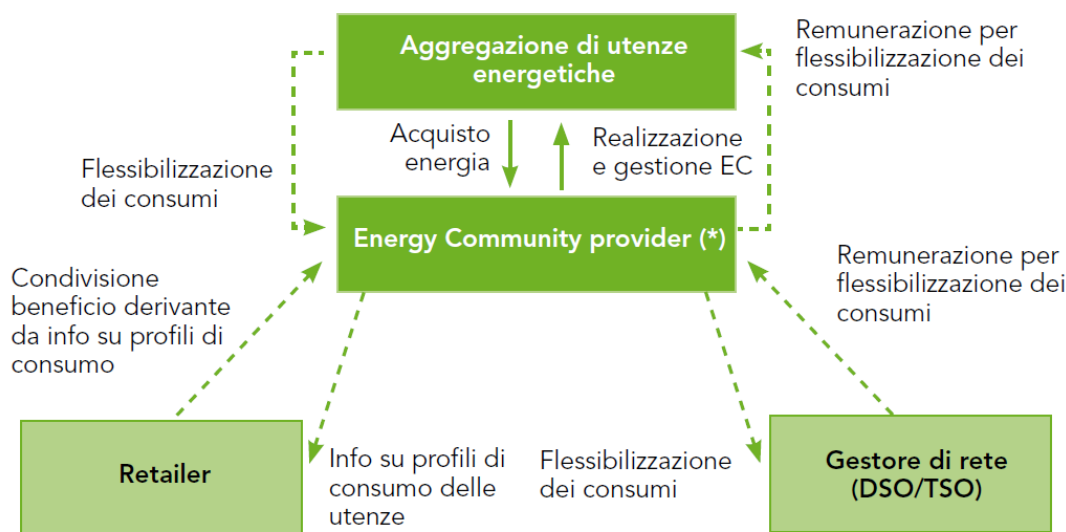 Aggregazione di utenze
energetiche
Remunerazione per
flessibilizzazione dei
consumi
Flessibilizzazione
dei consumi
Acquisto
energia
Realizzazione
e gestione EC
Energy Community provider (*)
Condivisione
beneficio derivante
da info su profili di
consumo
Remunerazione per
flessibilizzazione dei
consumi
Retailer
Info su profili di
consumo delle
utenze
Flessibilizzazione
dei consumi
Gestore di rete
(DSO/TSO)